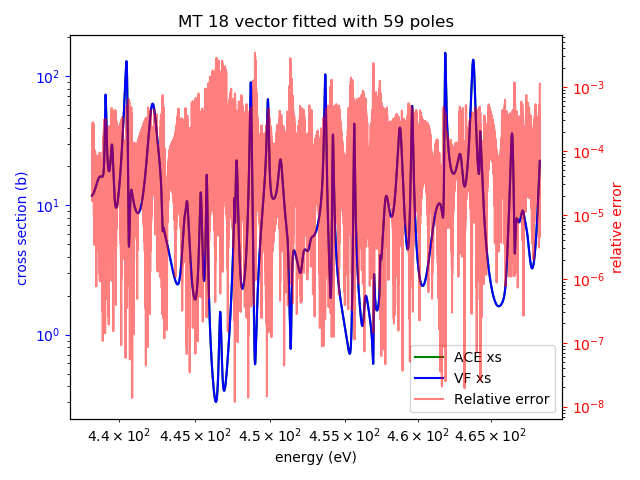 MT 18 vector fitted with 59 poles
cross section (b)
10² 10¹ 10⁰
10⁻³ 10⁻⁴ 10⁻⁵ 10⁻⁶ 10⁻⁷ 10⁻⁸
relative error
ACE xs
VF xs
Relative error
4.4 × 10² 4.45 × 10² 4.5 × 10² 4.55 × 10² 4.6 × 10² 4.65 × 10²
energy (eV)